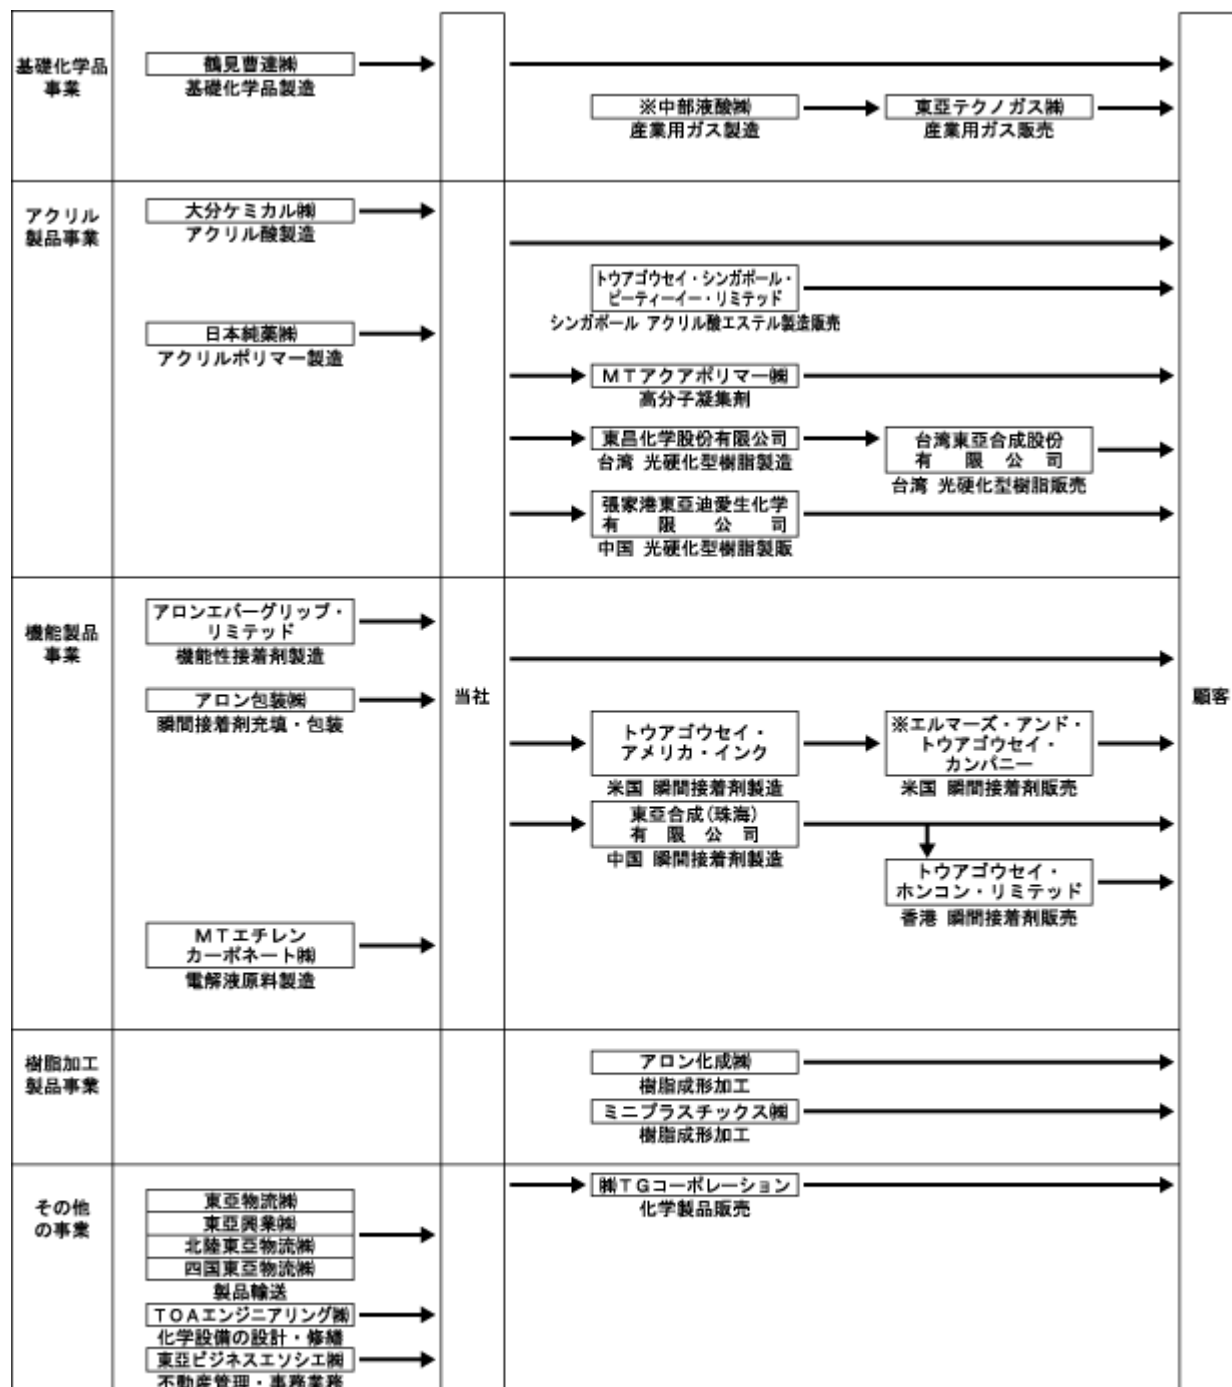 基礎化学品
事業
鶴見曹達㈱
基礎化学品製造
※中部液酸㈱
産業用ガス製造
東亞テクノガス㈱
産業用ガス販売
アクリル
製品事業
大分ケミカル㈱
アクリル酸製造
トウアゴウセイ・シンガポール・
ピーティーイー・リミテッド
シンガポール アクリル酸エステル製造販売
日本純薬㈱
アクリルポリマー製造
MTアクアポリマー㈱
高分子凝集剤
東昌化学股份有限公司
台湾 光硬化型樹脂製造
台湾東亞合成股份
有限公司
台湾 光硬化型樹脂販売
張家港東亞迪愛生化学
有限公司
中国 光硬化型樹脂製販
機能製品
事業
アロンエバーグリップ・
リミテッド
機能性接着剤製造
アロン包装㈱
瞬間接着剤充填・包装
当社
顧客
トウアゴウセイ・
アメリカ・インク
米国 瞬間接着剤製造
※エルマーズ・アンド・
トウアゴウセイ・
カンパニー
米国 瞬間接着剤販売
東亞合成(珠海)
有限公司
中国 瞬間接着剤製造
トウアゴウセイ・
ホンコン・リミテッド
香港 瞬間接着剤販売
MTエチレン
カーボネート㈱
電解液原料製造
樹脂加工
製品事業
アロン化成㈱
樹脂成形加工
ミニプラスチックス㈱
樹脂成形加工
その他
の事業
㈱TGコーポレーション
化学製品販売
東亞物流㈱
東亞興業㈱
北陸東亞物流㈱
四国東亞物流㈱
製品輸送
TOAエンジニアリング㈱
化学設備の設計・修繕
東亞ビジネスアソシエ㈱
不動産管理・事務業務